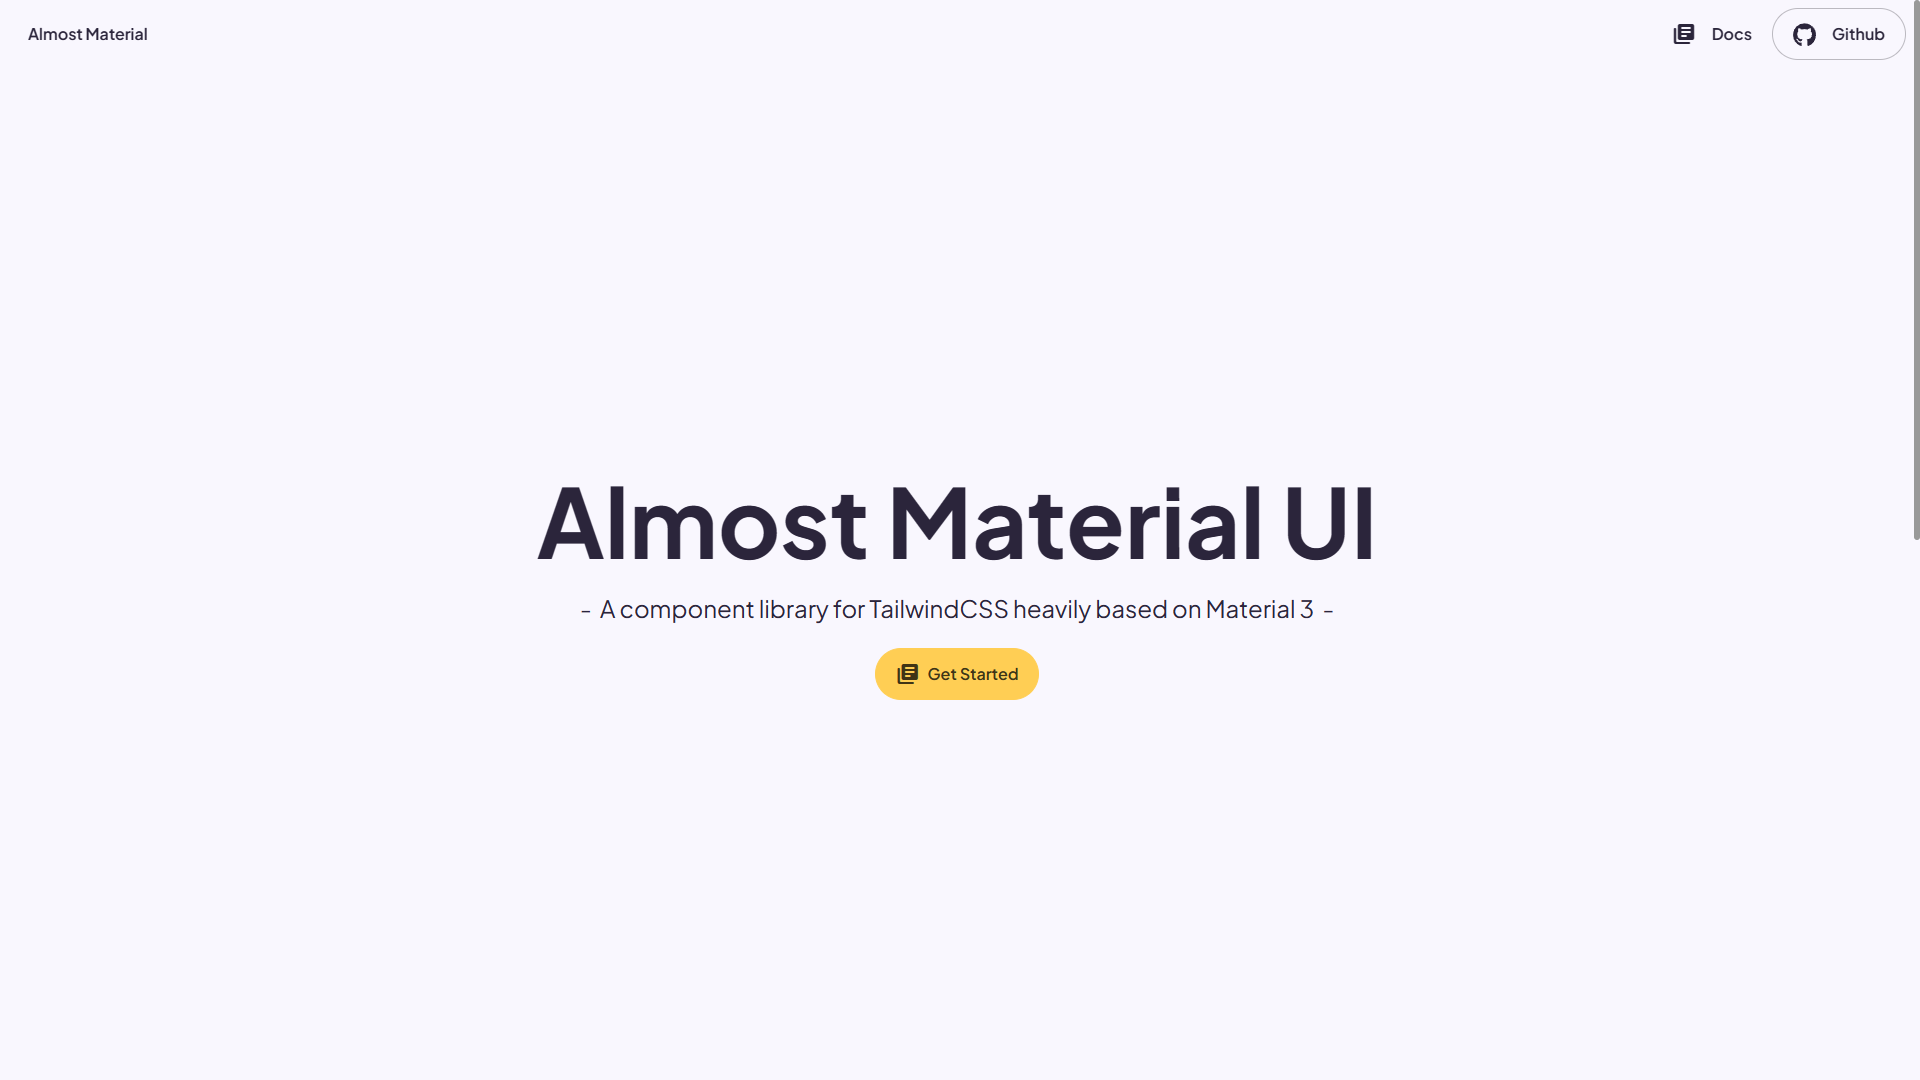 Almost Material
Docs
Github
Almost Material UI
- A component library for TailwindCSS heavily based on Material 3 -
Get Started